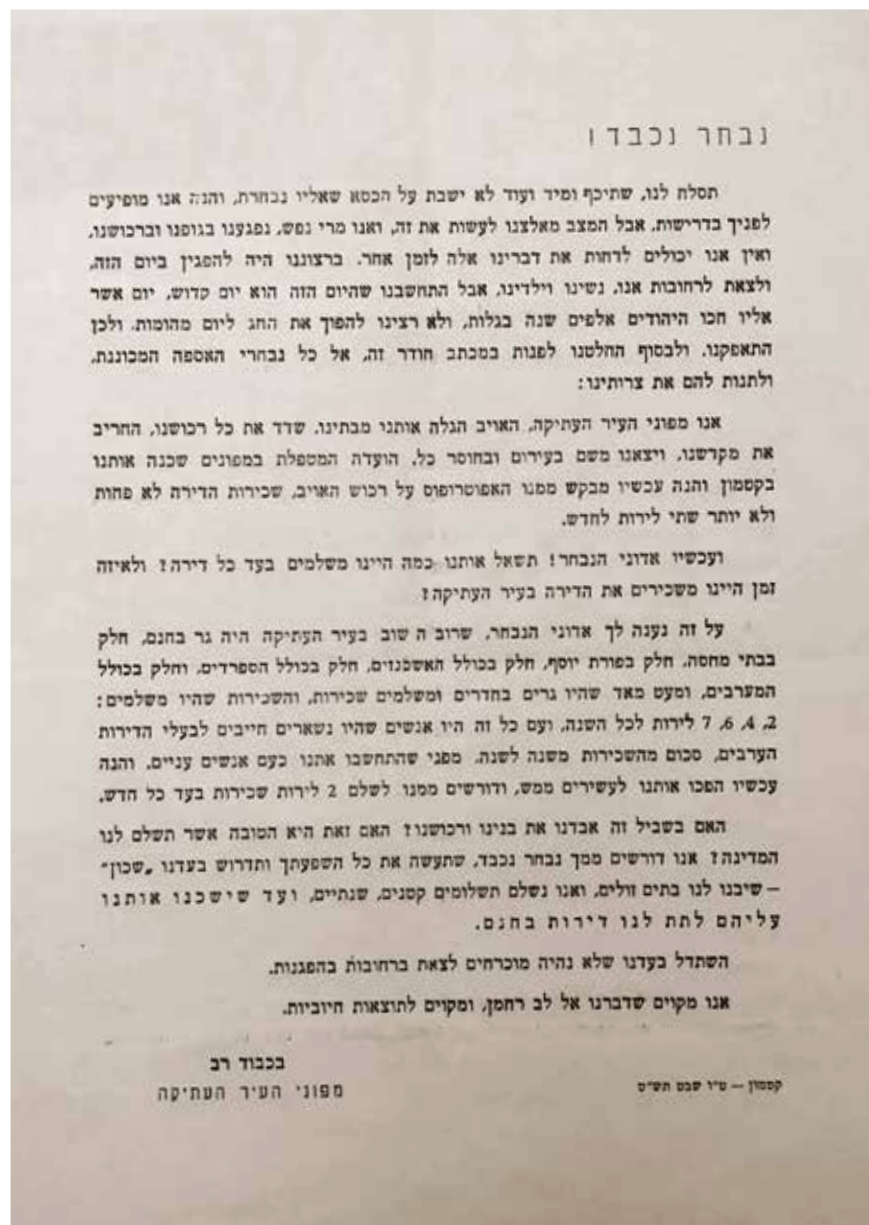 נבחר נכבד !
תסלח לנו, שתיכף ומיד ועוד לא ישבת על הכסא שאליו נבחרת, והנה אנו מופיעים
לפניך בדרישות, אבל המצב מאלצנו לעשות את זה, ואנו מרי נפש, נפגענו בגופנו וברכושנו,
ואין אנו יכולים לדחות את דברינו אלה לזמן אחר. ברצוננו היה להפגין ביום הזה,
ולצאת לרחובות אנו, נשינו וילדינו, אבל התחשבנו שהיום הזה הוא יום קדוש, יום אשר
אליו חכו היהודים אלפים שנה בגלות, ולא רצינו להפוך את החג ליום מהומות, ולכן
התאפקנו, ולבסוף החלטנו לפנות במכתב חודר זה, אל כל נבחרי האספה המכוננת,
ולתנות להם את צרותינו :
אנו מפוני העיר העתיקה, האויב הגלה אותנו מבתינו, שדד את כל רכושנו, החריב
את מקדשנו, ויצאנו משם בעירום ובחוסר כל, הועדה המטפלת במפונים שכנה אותנו
בקטמון והנה עכשיו מבקש ממנו האפוטרופוס על רכוש האויב, שכירות הדירה לא פחות
ולא יותר שתי לירות לחדש.
ועכשיו אדוני הנבחר ! תשאל אותנו כמה היינו משלמים בעד כל דירה ? ולאיזה
זמן היינו משכירים את הדירה בעיר העתיקה ?
על זה נענה לך אדוני הנבחר, שרוב ה שוב בעיר העתיקה היה גר בחנם, חלק
בבתי מחסה, חלק בפורת יוסף, חלק בכולל האשכנזים, חלק בכולל הספרדים, וחלק בכולל
המערבים, ומעט מאד שהיו גרים בחדרים ומשלמים שכירות, והשכירות שהיו משלמים :
2, 4, 6, 7 לירות לכל השנה, ועם כל זה היו אנשים שהיו נשארים חייבים לבעלי הדירות
הערבים, סכום מהשכירות משנה לשנה, מפני שהתחשבו אתנו כעם אנשים עניים, והנה
עכשיו הפכו אותנו לעשירים ממש, ודורשים ממנו לשלם 2 לירות שכירות בעד כל חדש,
האם בשביל זה אבדנו את בנינו ורכושנו ? האם זאת היא הטובה אשר תשלם לנו
המדינה ? אנו דורשים ממך נבחר נכבד, שתעשה את כל השפעתך ותדרוש בעדנו „שכון"
— שיבנו לנו בתים זולים, ואנו נשלם תשלומים קטנים, שנתיים, ועד שישכנו אותנו
עליהם לתת לנו דירות בחנם.
השתדל בעדנו שלא נהיה מוכרחים לצאת ברחובות בהפגנות.
אנו מקוים שדברנו אל לב רחמן, ומקוים לתוצאות חיוביות.
בכבוד רב
מפוני העיר העתיקה
קטמון — ט"ו שבט תש"ט